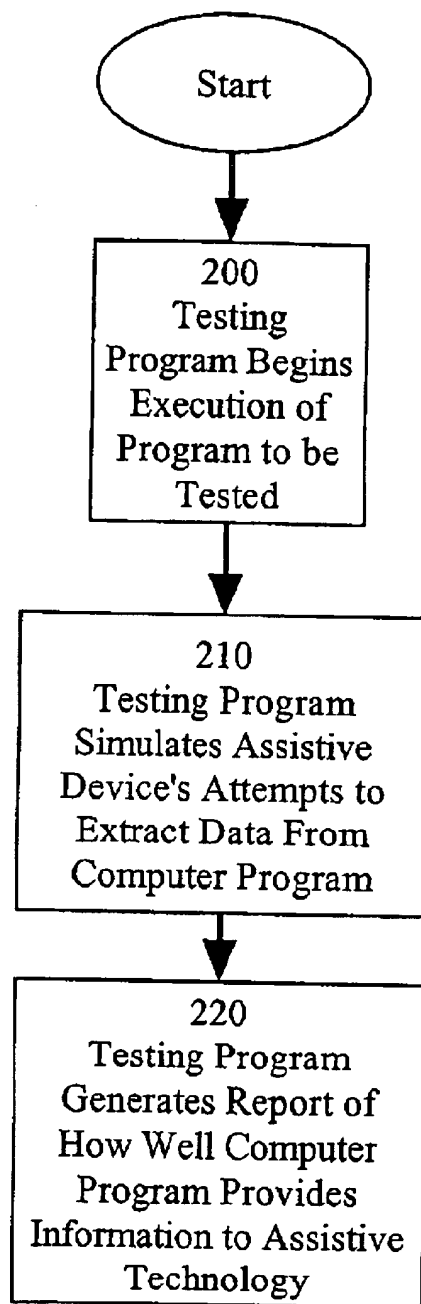 Start
200
Testing
Program Begins
Execution of
Program to be
Tested
210
Testing Program
Simulates Assistive
Device's Attempts to
Extract Data From
Computer Program
220
Testing Program
Generates Report of
How Well Computer
Program Provides
Information to Assistive
Technology